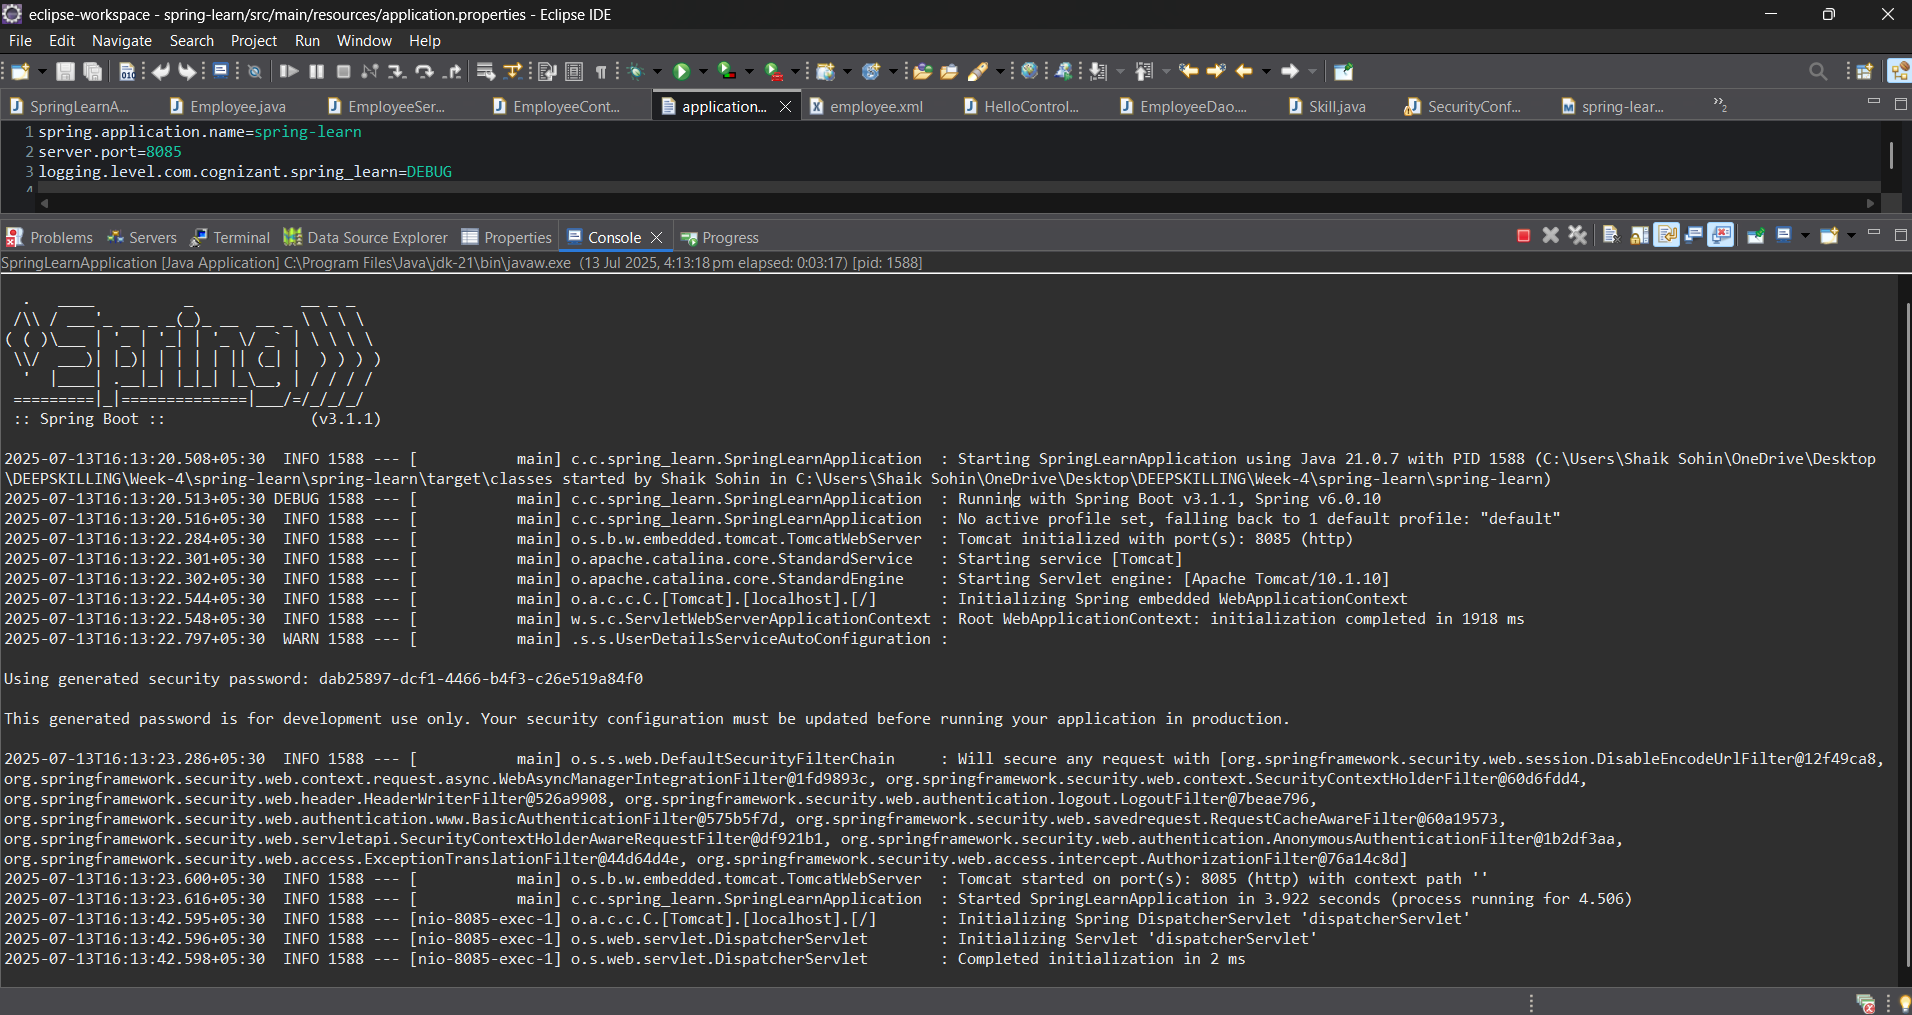 eclipse-workspace - spring-learn/src/main/resources/application.properties - Eclipse IDE
File Edit Navigate Search Project Run Window Help
SpringLearnA... Employee.java EmployeeSer... EmployeeCont... application... employee.xml HelloControl... EmployeeDao.... Skill.java SecurityConf... spring-lear... »2
1 spring.application.name=spring-learn
2 server.port=8085
3 logging.level.com.cognizant.spring_learn=DEBUG
4
Problems Servers Terminal Data Source Explorer Properties Console Progress
SpringLearnApplication [Java Application] C:\Program Files\Java\jdk-21\bin\javaw.exe (13 Jul 2025, 4:13:18 pm elapsed: 0:03:17) [pid: 1588]
  .   ____          _            __ _ _
 /\\ / ___'_ __ _ _(_)_ __  __ _ \ \ \ \
( ( )\___ | '_ | '_| | '_ \/ _` | \ \ \ \
 \\/  ___)| |_)| | | | | || (_| |  ) ) ) )
  '  |____| .__|_| |_|_| |_\__, | / / / /
 =========|_|==============|___/=/_/_/_/
 :: Spring Boot ::                (v3.1.1)
2025-07-13T16:13:20.508+05:30  INFO 1588 --- [           main] c.c.spring_learn.SpringLearnApplication  : Starting SpringLearnApplication using Java 21.0.7 with PID 1588 (C:\Users\Shaik Sohin\OneDrive\Desktop
\DEEPSKILLING\Week-4\spring-learn\spring-learn\target\classes started by Shaik Sohin in C:\Users\Shaik Sohin\OneDrive\Desktop\DEEPSKILLING\Week-4\spring-learn\spring-learn)
2025-07-13T16:13:20.513+05:30 DEBUG 1588 --- [           main] c.c.spring_learn.SpringLearnApplication  : Running with Spring Boot v3.1.1, Spring v6.0.10
2025-07-13T16:13:20.516+05:30  INFO 1588 --- [           main] c.c.spring_learn.SpringLearnApplication  : No active profile set, falling back to 1 default profile: "default"
2025-07-13T16:13:22.284+05:30  INFO 1588 --- [           main] o.s.b.w.embedded.tomcat.TomcatWebServer  : Tomcat initialized with port(s): 8085 (http)
2025-07-13T16:13:22.301+05:30  INFO 1588 --- [           main] o.apache.catalina.core.StandardService   : Starting service [Tomcat]
2025-07-13T16:13:22.302+05:30  INFO 1588 --- [           main] o.apache.catalina.core.StandardEngine    : Starting Servlet engine: [Apache Tomcat/10.1.10]
2025-07-13T16:13:22.544+05:30  INFO 1588 --- [           main] o.a.c.c.C.[Tomcat].[localhost].[/]       : Initializing Spring embedded WebApplicationContext
2025-07-13T16:13:22.548+05:30  INFO 1588 --- [           main] w.s.c.ServletWebServerApplicationContext : Root WebApplicationContext: initialization completed in 1918 ms
2025-07-13T16:13:22.797+05:30  WARN 1588 --- [           main] .s.s.UserDetailsServiceAutoConfiguration :
Using generated security password: dab25897-dcf1-4466-b4f3-c26e519a84f0
This generated password is for development use only. Your security configuration must be updated before running your application in production.
2025-07-13T16:13:23.286+05:30  INFO 1588 --- [           main] o.s.s.web.DefaultSecurityFilterChain     : Will secure any request with [org.springframework.security.web.session.DisableEncodeUrlFilter@12f49ca8,
org.springframework.security.web.context.request.async.WebAsyncManagerIntegrationFilter@1fd9893c, org.springframework.security.web.context.SecurityContextHolderFilter@60d6fdd4,
org.springframework.security.web.header.HeaderWriterFilter@526a9908, org.springframework.security.web.authentication.logout.LogoutFilter@7beae796,
org.springframework.security.web.authentication.www.BasicAuthenticationFilter@575b5f7d, org.springframework.security.web.savedrequest.RequestCacheAwareFilter@60a19573,
org.springframework.security.web.servletapi.SecurityContextHolderAwareRequestFilter@df921b1, org.springframework.security.web.authentication.AnonymousAuthenticationFilter@1b2df3aa,
org.springframework.security.web.access.ExceptionTranslationFilter@44d64d4e, org.springframework.security.web.access.intercept.AuthorizationFilter@76a14c8d]
2025-07-13T16:13:23.600+05:30  INFO 1588 --- [           main] o.s.b.w.embedded.tomcat.TomcatWebServer  : Tomcat started on port(s): 8085 (http) with context path ''
2025-07-13T16:13:23.616+05:30  INFO 1588 --- [           main] c.c.spring_learn.SpringLearnApplication  : Started SpringLearnApplication in 3.922 seconds (process running for 4.506)
2025-07-13T16:13:42.595+05:30  INFO 1588 --- [nio-8085-exec-1] o.a.c.c.C.[Tomcat].[localhost].[/]       : Initializing Spring DispatcherServlet 'dispatcherServlet'
2025-07-13T16:13:42.596+05:30  INFO 1588 --- [nio-8085-exec-1] o.s.web.servlet.DispatcherServlet        : Initializing Servlet 'dispatcherServlet'
2025-07-13T16:13:42.598+05:30  INFO 1588 --- [nio-8085-exec-1] o.s.web.servlet.DispatcherServlet        : Completed initialization in 2 ms